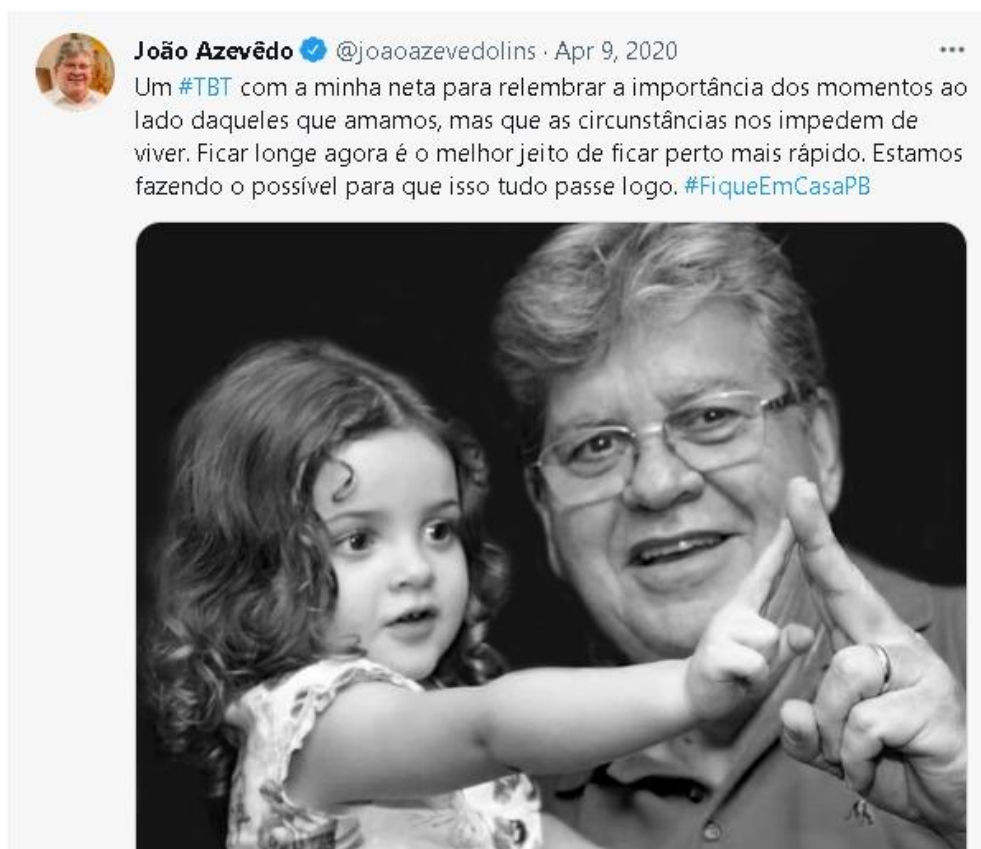 João Azevêdo @joaoazevedolins · Apr 9, 2020
Um #TBT com a minha neta para relembrar a importância dos momentos ao
lado daqueles que amamos, mas que as circunstâncias nos impedem de
viver. Ficar longe agora é o melhor jeito de ficar perto mais rápido. Estamos
fazendo o possível para que isso tudo passe logo. #FiqueEmCasaPB